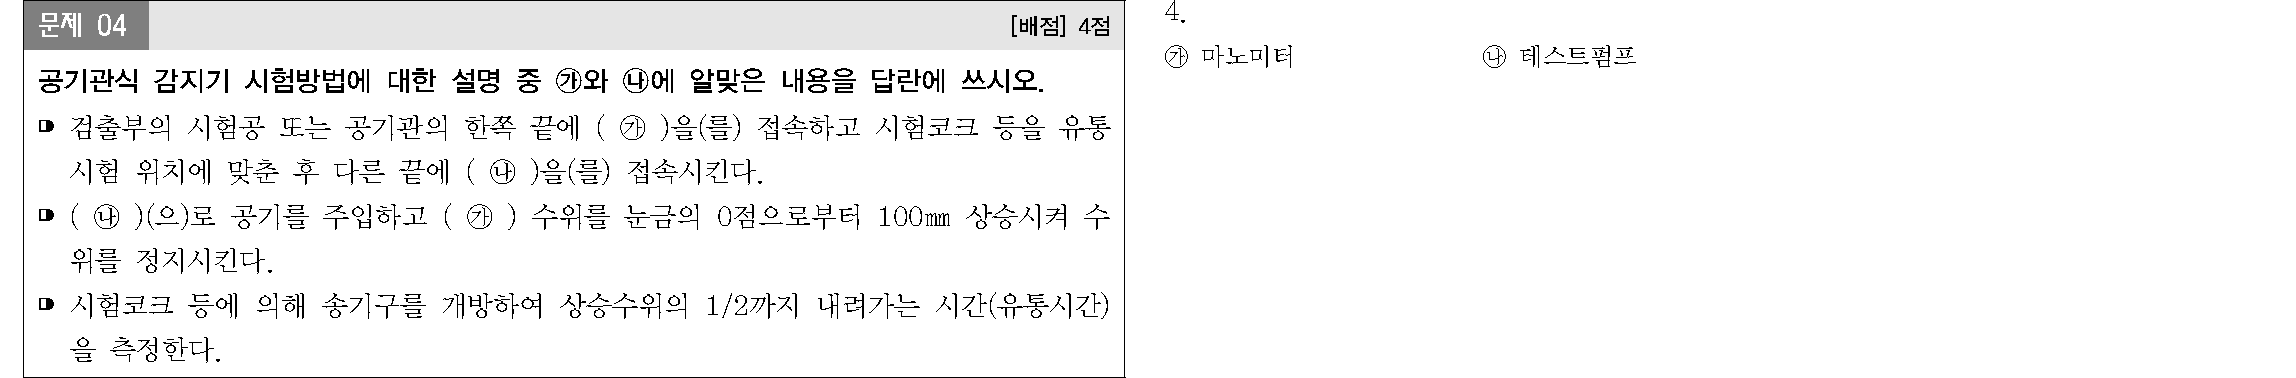 문제 04
[배점] 4점
공기관식 감지기 시험방법에 대한 설명 중 ㉮와 ㉯에 알맞은 내용을 답란에 쓰시오.
➠ 검출부의 시험공 또는 공기관의 한쪽 끝에 ( ㉮ )을(를) 접속하고 시험코크 등을 유통
시험 위치에 맞춘 후 다른 끝에 ( ㉯ )을(를) 접속시킨다.
➠ ( ㉯ )(으)로 공기를 주입하고 ( ㉮ ) 수위를 눈금의 0점으로부터 100㎜ 상승시켜 수
위를 정지시킨다.
➠ 시험코크 등에 의해 송기구를 개방하여 상승수위의 1/2까지 내려가는 시간(유통시간)
을 측정한다.
4.
㉮ 마노미터 ㉯ 테스트펌프